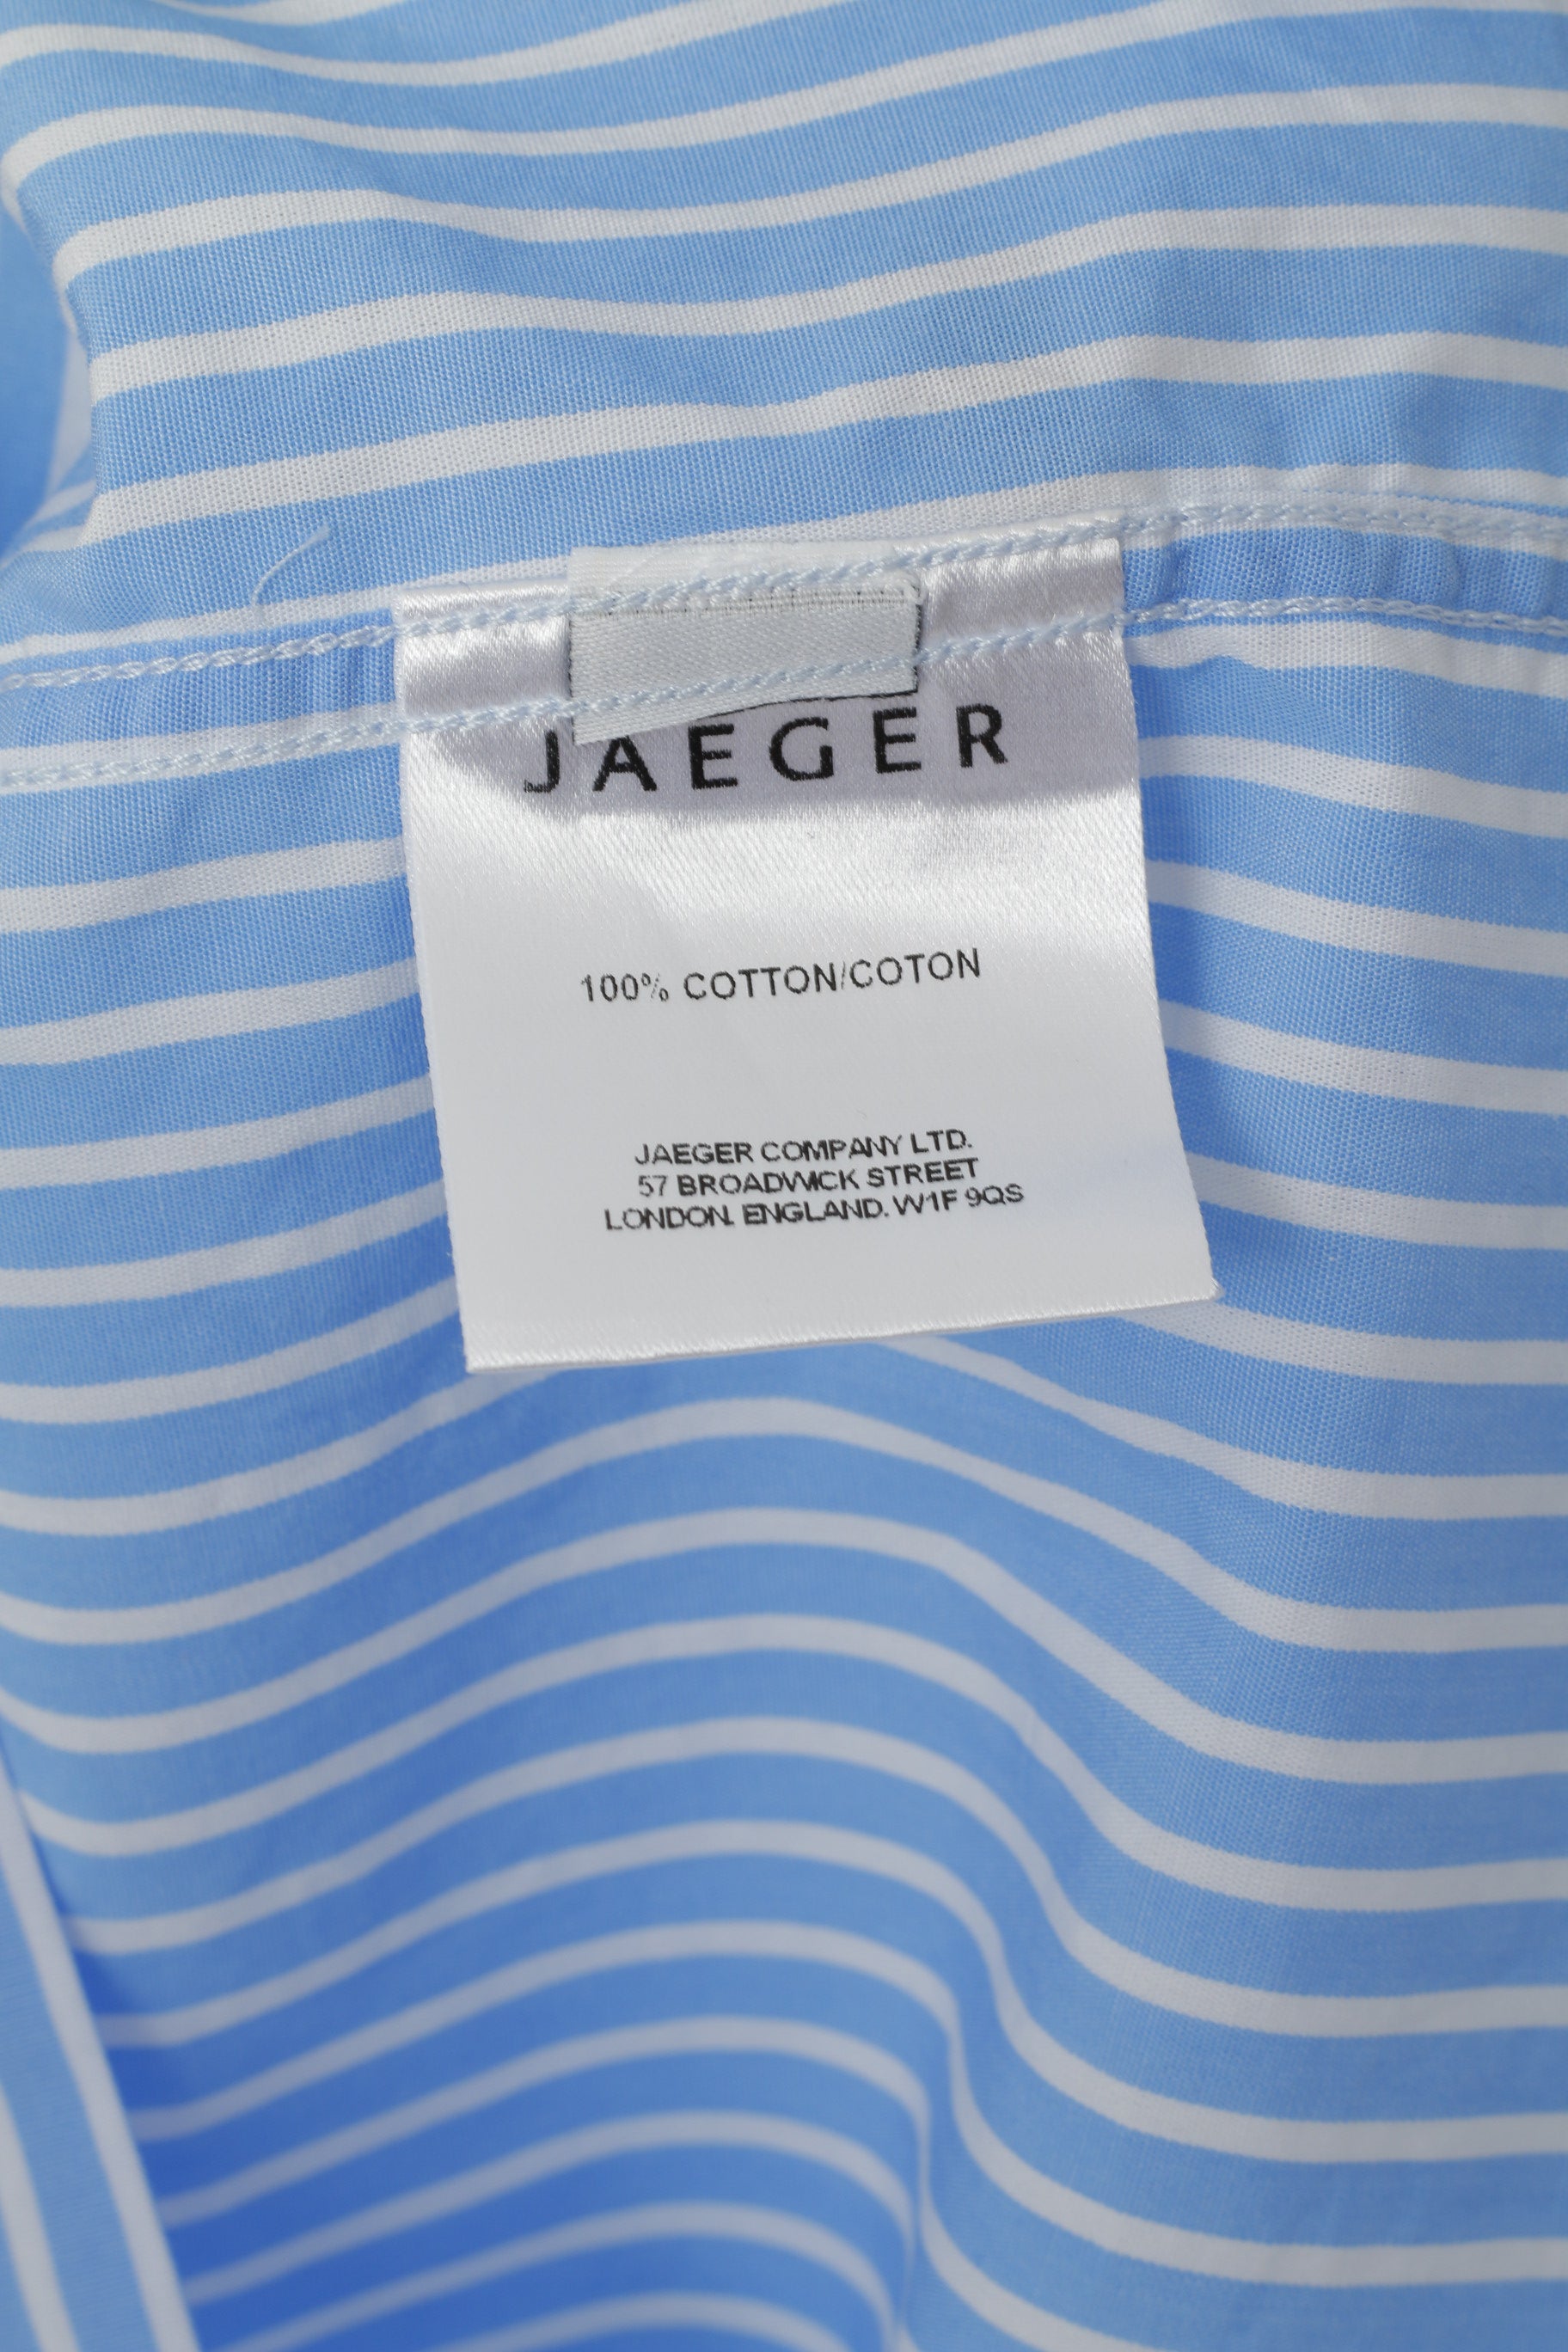 JAEGER
100% COTTON/COTON
JAEGER COMPANY LTD.
57 BROADWICK STREET
LONDON. ENGLAND. W1F 9QS